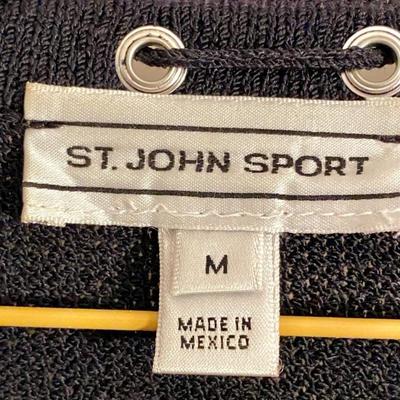 ST. JOHN SPORT
M
MADE IN
MEXICO